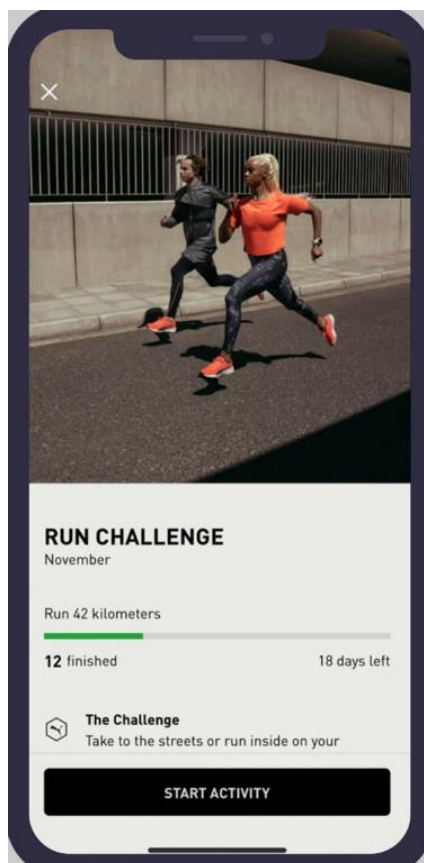 RUN CHALLENGE
November
Run 42 kilometers
12 finished
18 days left
The Challenge
Take to the streets or run inside on your
START ACTIVITY